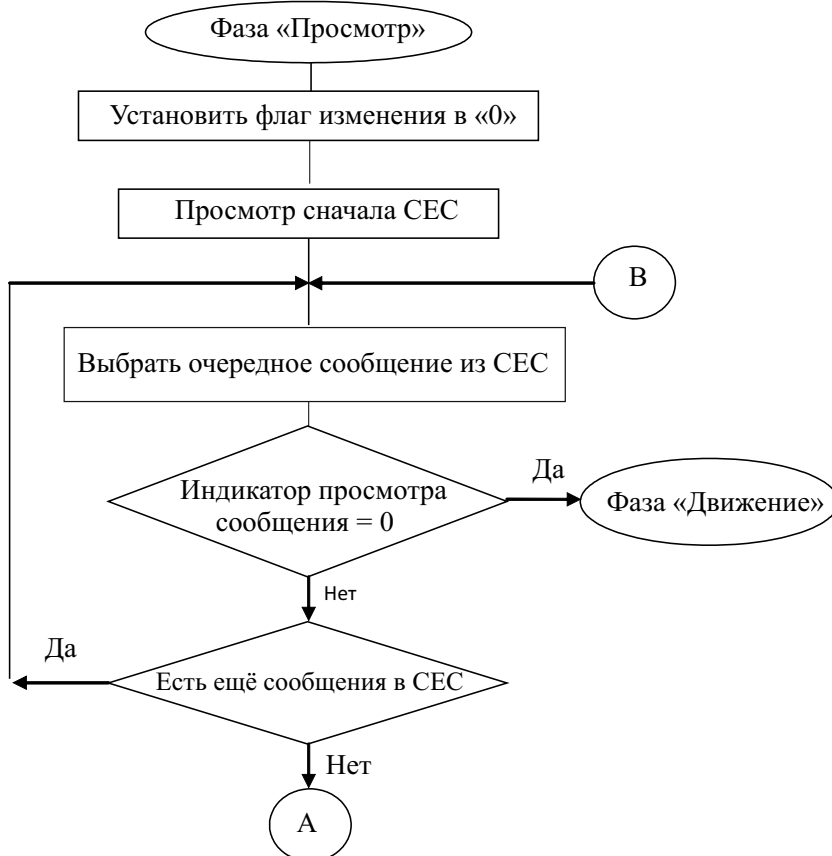 Фаза «Просмотр»
Установить флаг изменения в «0»
Просмотр сначала СЕС
В
Выбрать очередное сообщение из СЕС
Индикатор просмотра
сообщения = 0
Да
Фаза «Движение»
Нет
Да
Есть ещё сообщения в СЕС
Нет
А